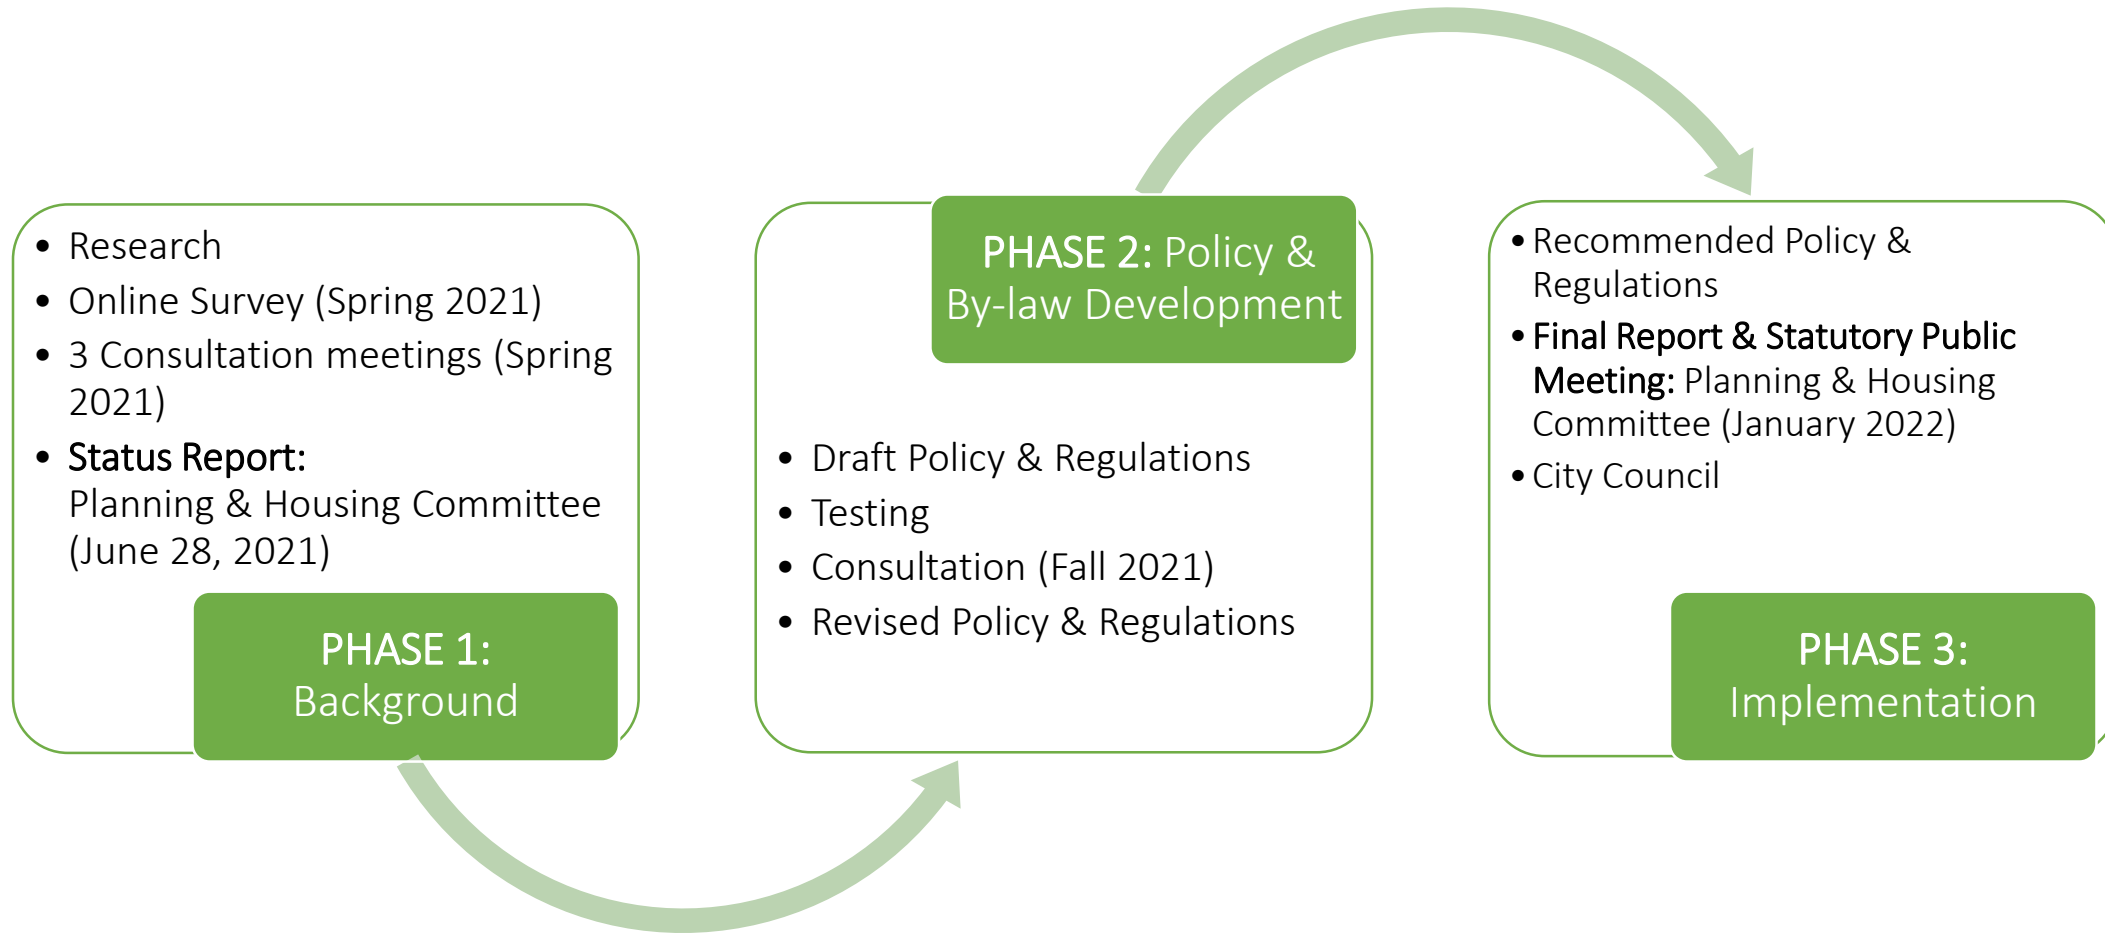 • Research
• Online Survey (Spring 2021)
• 3 Consultation meetings (Spring
2021)
• Status Report:
Planning & Housing Committee
(June 28, 2021)
PHASE 1:
Background
PHASE 2: Policy &
By-law Development
• Draft Policy & Regulations
• Testing
• Consultation (Fall 2021)
• Revised Policy & Regulations
• Recommended Policy &
Regulations
• Final Report & Statutory Public
Meeting: Planning & Housing
Committee (January 2022)
• City Council
PHASE 3:
Implementation